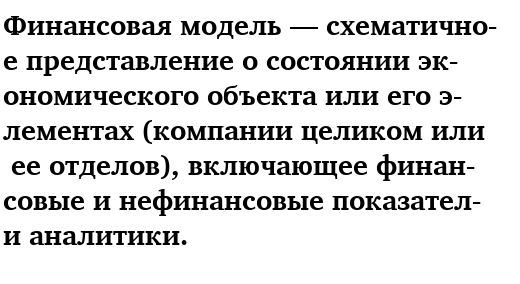 Финансовая модель — схематично-
е представление о состоянии эк-
ономического объекта или его э-
лементах (компании целиком или
ее отделов), включающее финан-
совые и нефинансовые показател-
и аналитики.